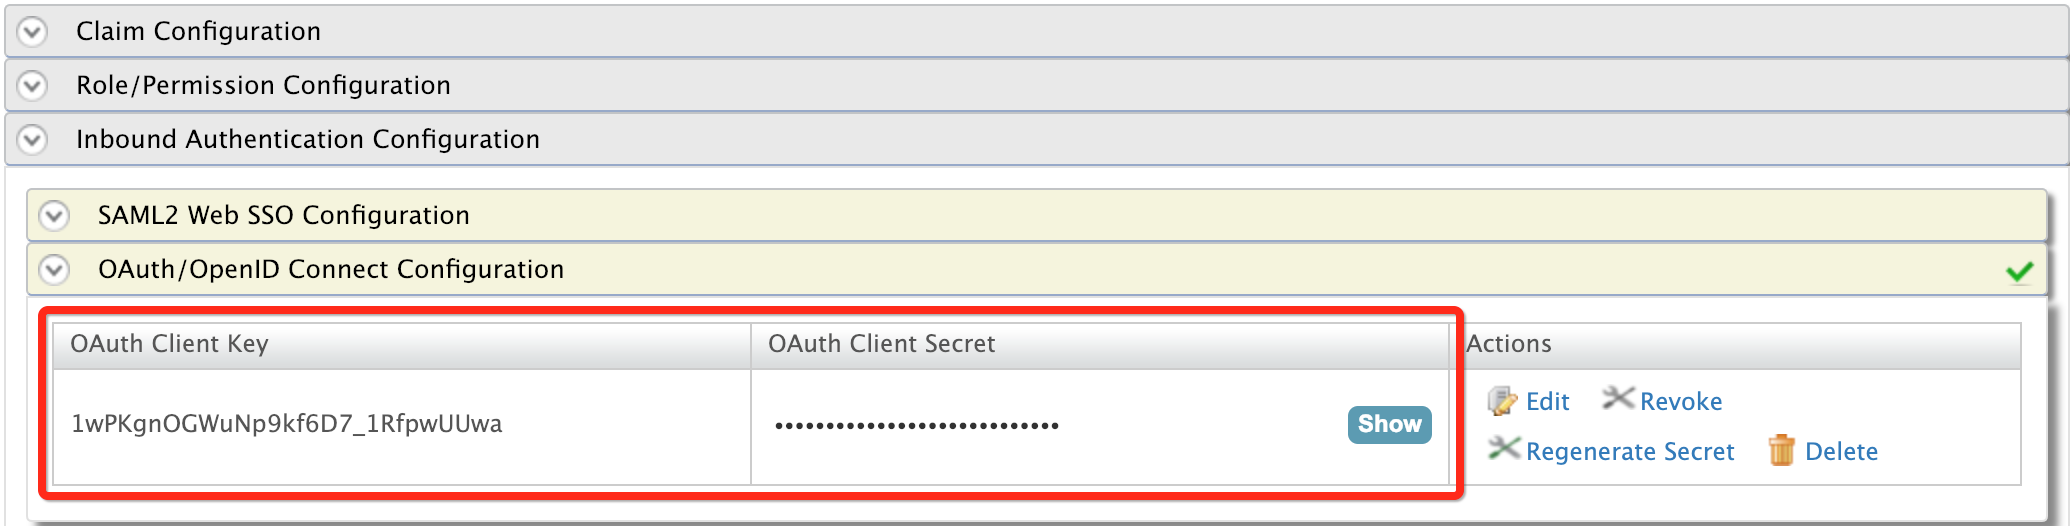 Claim Configuration
Role/Permission Configuration
Inbound Authentication Configuration
SAML2 Web SSO Configuration
OAuth/OpenID Connect Configuration
OAuth Client Key OAuth Client Secret Actions
1wPKgnOGWuNp9kf6D7_1RfpwUUwa •••••••••••••••••••••••••••• Show Edit Revoke
Regenerate Secret Delete